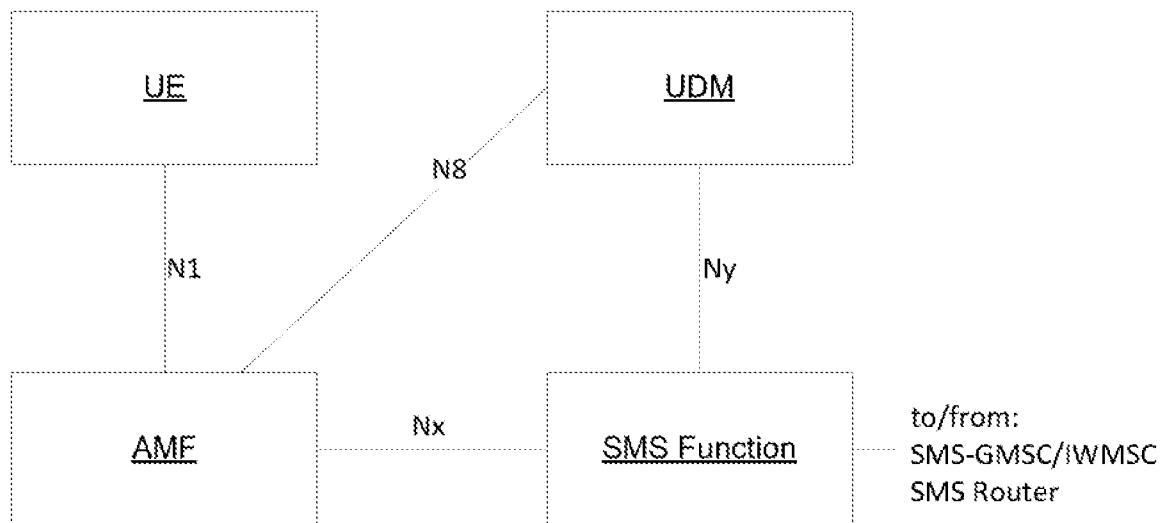 UE
UDM
N8
N1
Ny
AMF
Nx
SMS Function
to/from:
SMS-GMSC/IWMSC
SMS Router